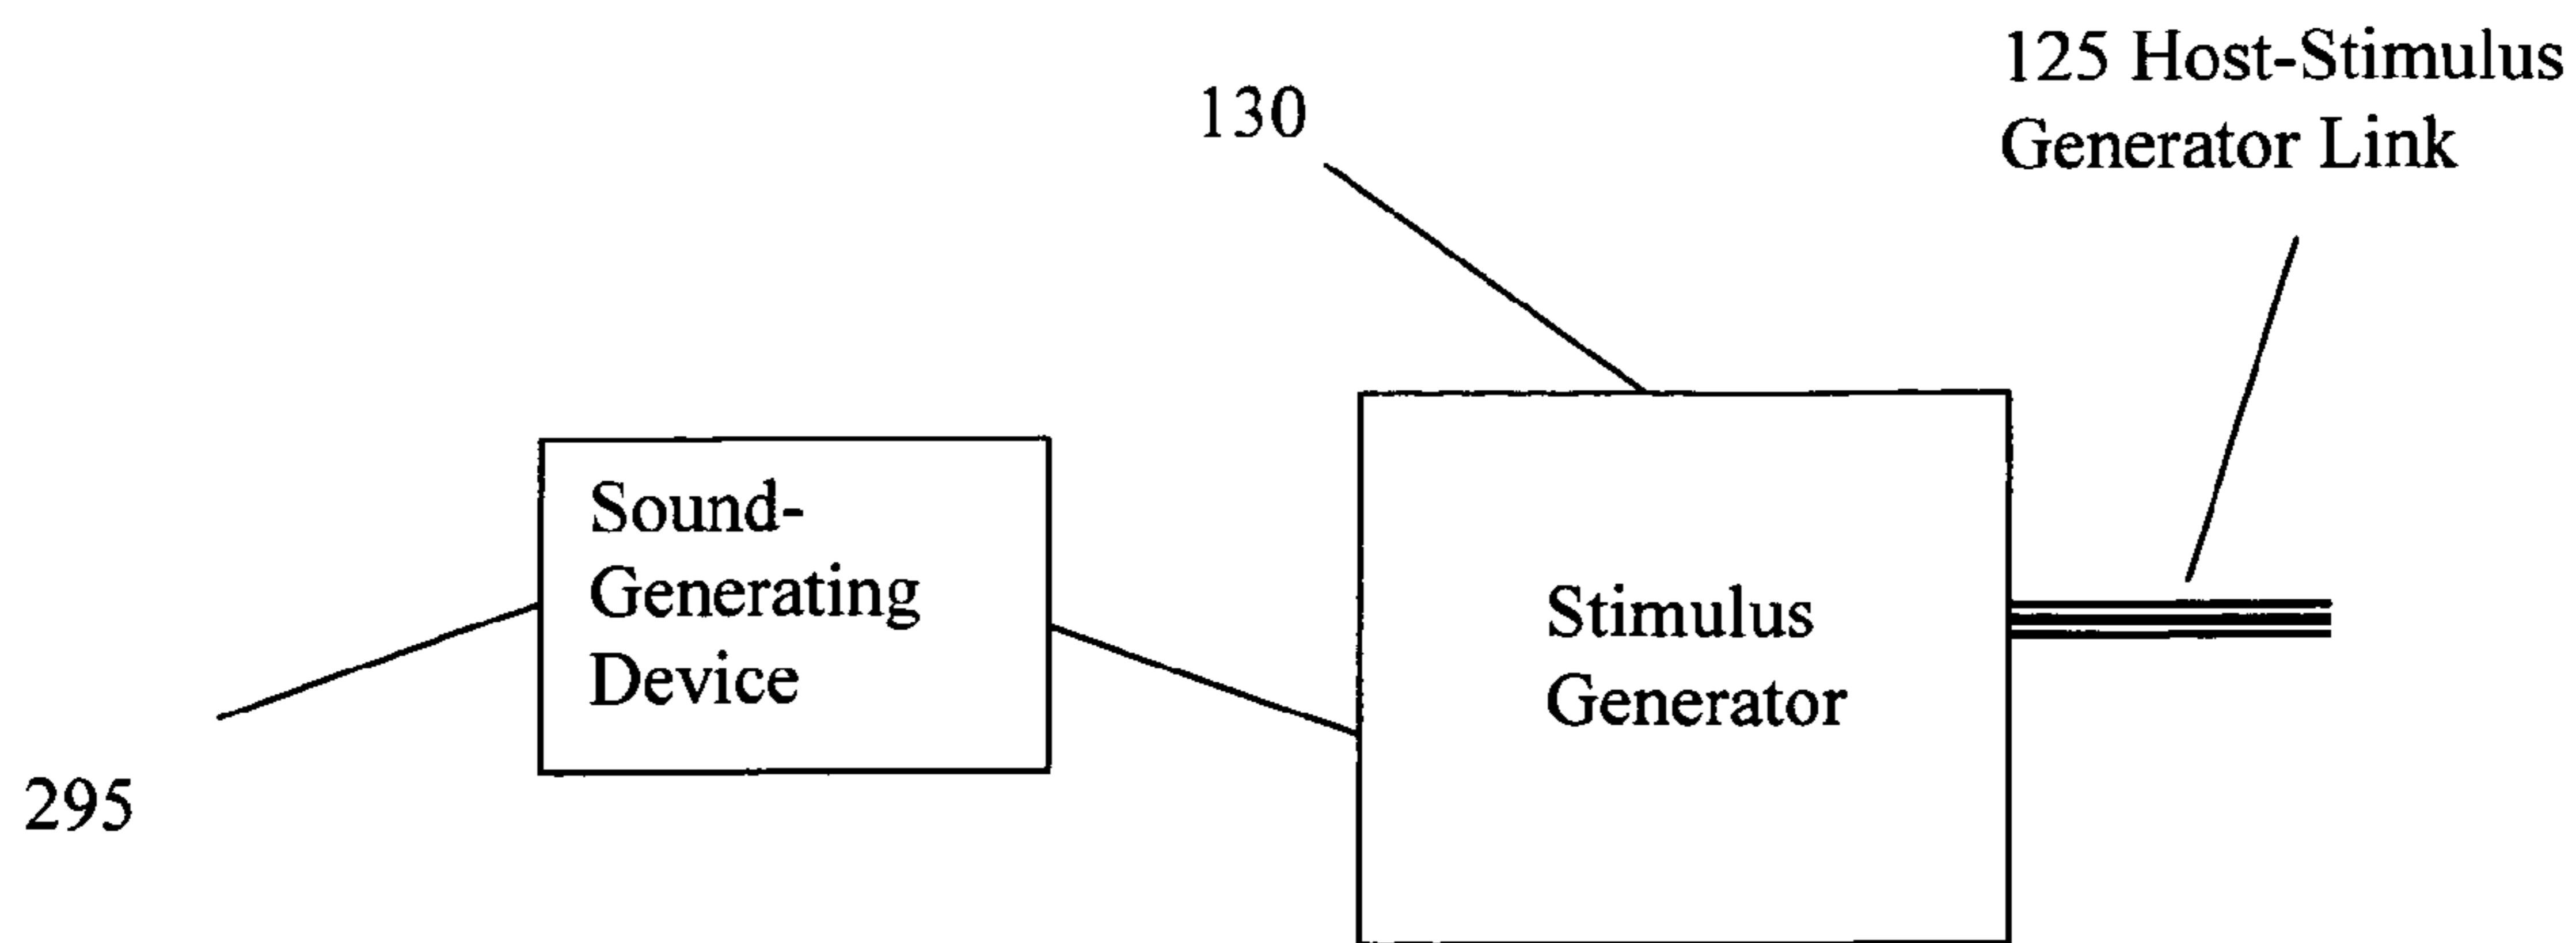 125 Host-Stimulus
Generator Link
130
Sound-
Generating
Device
Stimulus
Generator
295